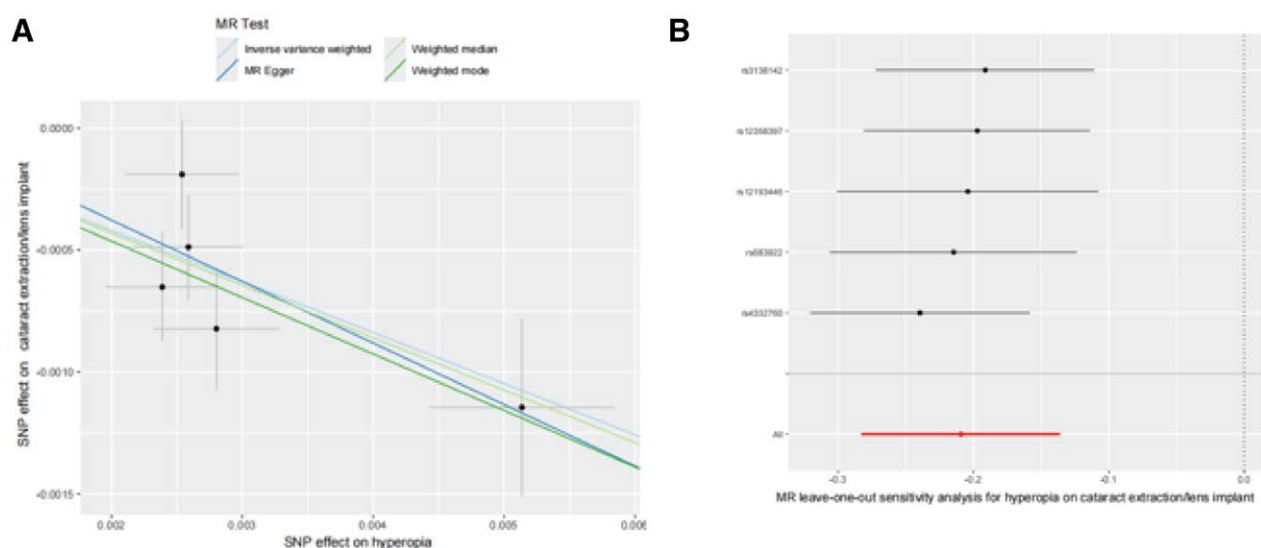 A
MR Test
Inverse variance weighted
Weighted median
MR Egger
Weighted mode
0.0000
-0.0005
-0.0010
-0.0015
SNP effect on cataract extraction/lens implant
0.002
0.003
0.004
0.005
SNP effect on hyperopia
B
rs3138142
rs12193446
rs4332760
All
-0.3
-0.2
-0.1
0.0
MR leave-one-out sensitivity analysis for hyperopia on cataract extraction/lens implant